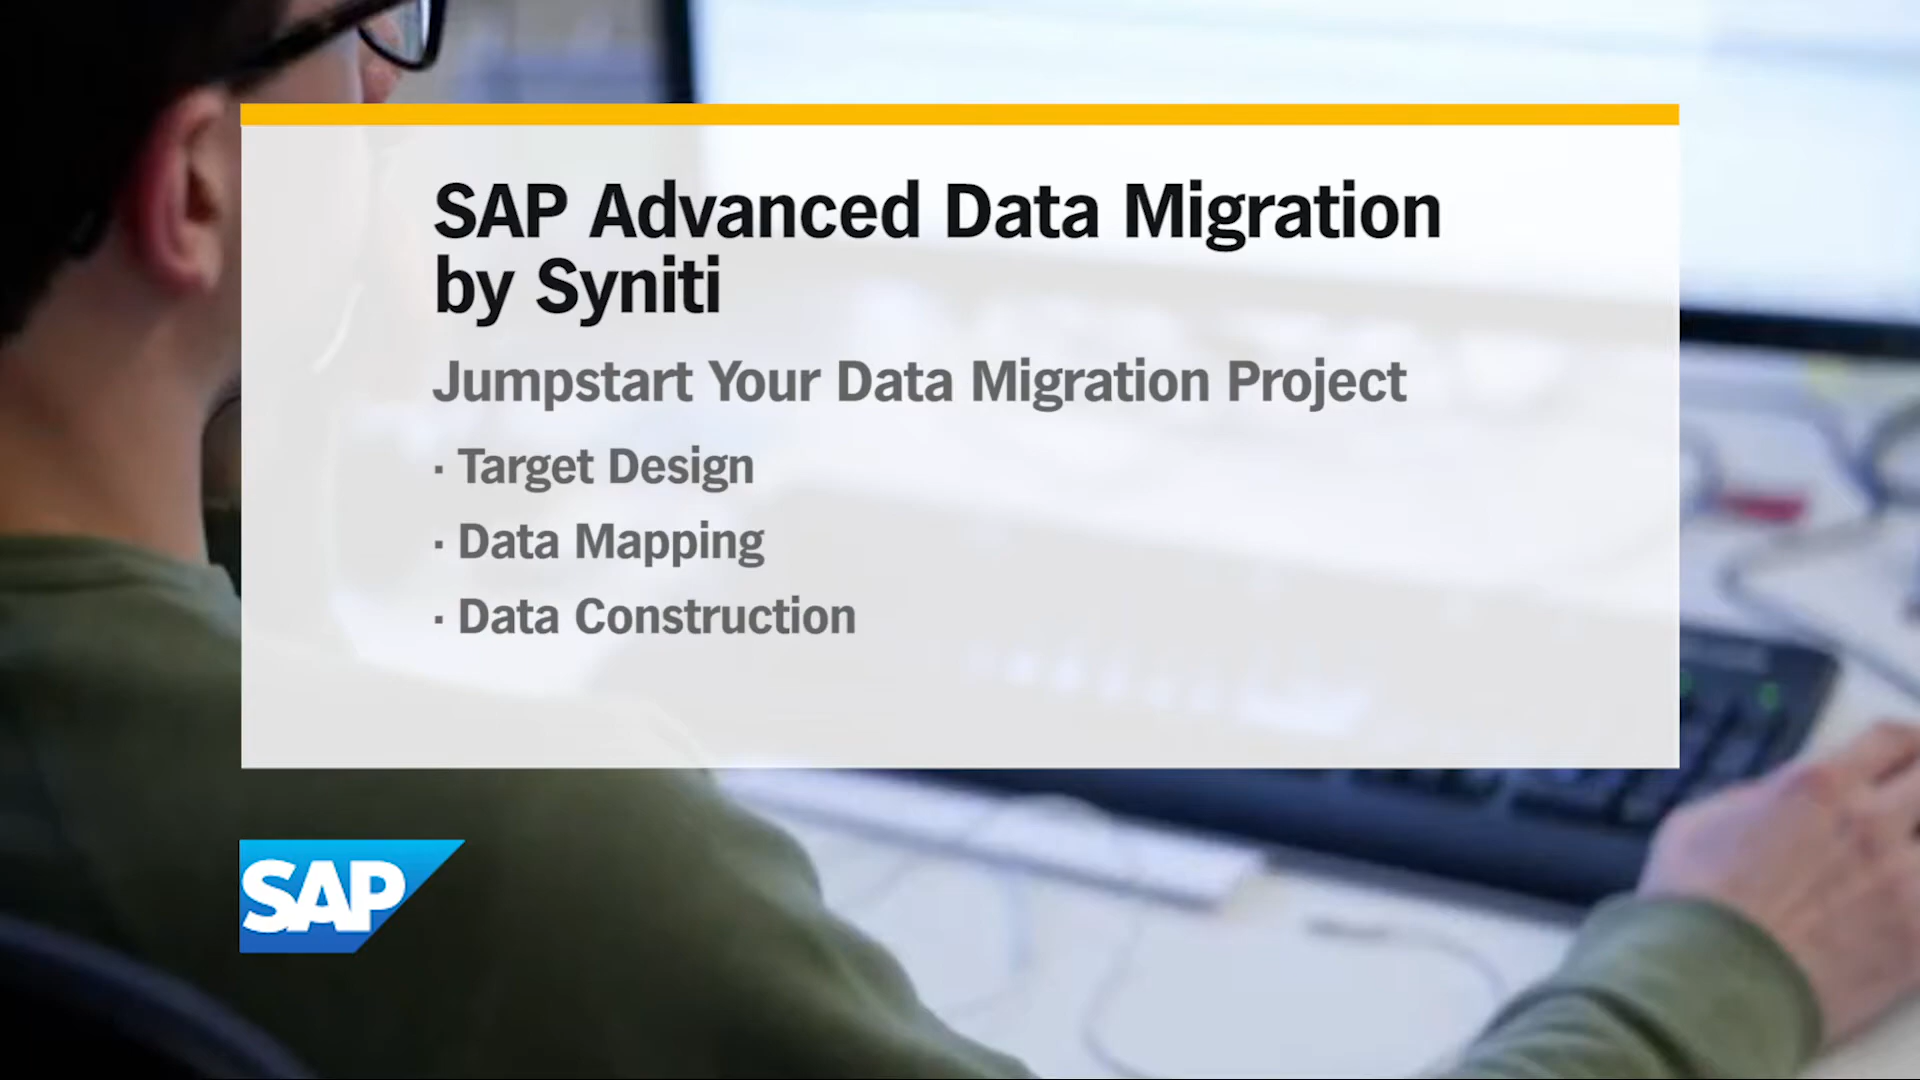 SAP Advanced Data Migration
by Syniti
Jumpstart Your Data Migration Project
· Target Design
· Data Mapping
· Data Construction
SAP